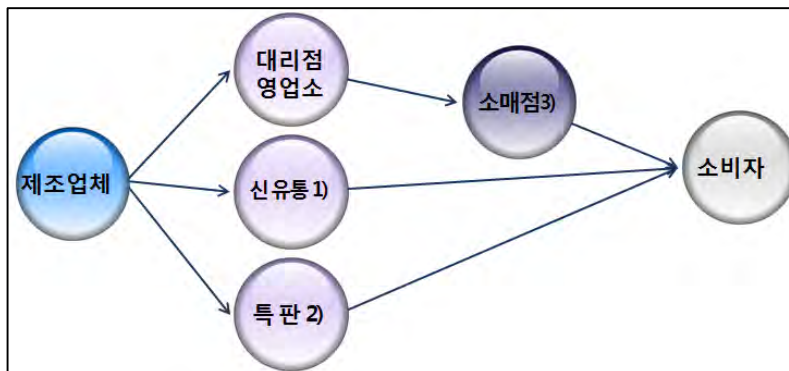 대리점
영업소
소매점3)
제조업체
신유통1)
소비자
특판2)